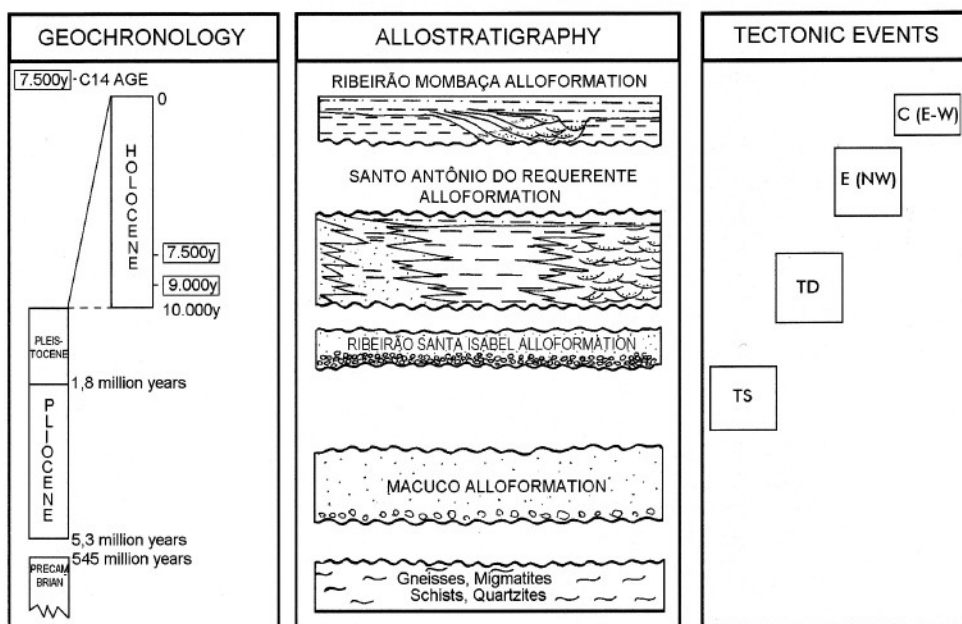 GEOCHRONOLOGY
7.500y-C14 AGE
0
HOLOCENE
7.500y
9.000y
10.000y
PLEIS-
TOCENE
1,8 million years
PLIOCENE
5,3 million years
545 million years
PRECAM
BRIAN
ALLOSTRATIGRAPHY
RIBEIRÃO MOMBAÇA ALLOFORMATION
SANTO ANTÔNIO DO REQUERENTE
ALLOFORMATION
RIBEIRÃO SANTA ISABEL ALLOFORMATION
MACUCO ALLOFORMATION
Gneisses, Migmatites
Schists, Quartzites
TECTONIC EVENTS
C (E-W)
E (NW)
TD
TS